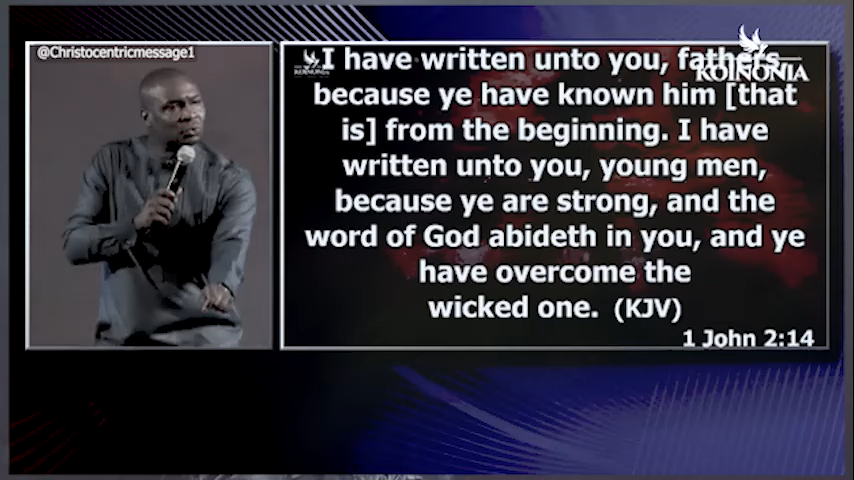 @Christocentricmessage1
I have written unto you, fathers,
KOINONIA
because ye have known him [that
is] from the beginning. I have
written unto you, young men,
because ye are strong, and the
word of God abideth in you, and ye
have overcome the
wicked one. (KJV)
1 John 2:14